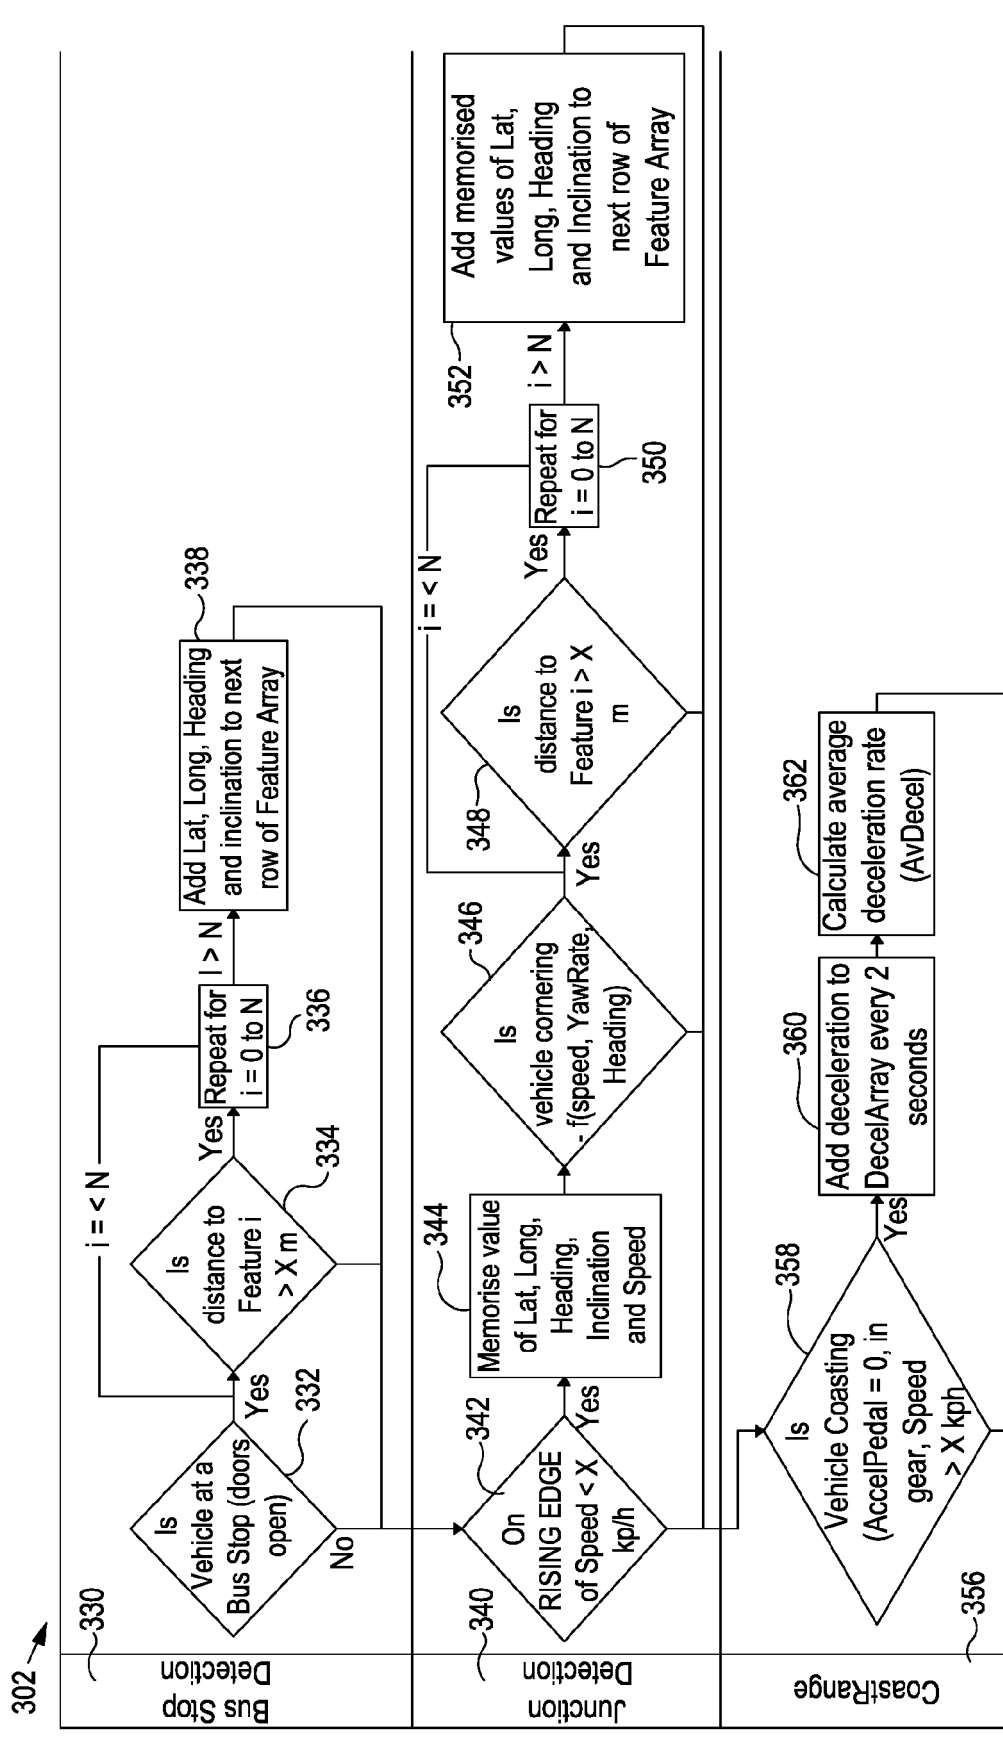 302
330
Bus Stop
Detection
Is
Vehicle at a
Bus Stop (doors
open)
332
No
Yes
i = < N
Is
distance to
Feature i
> X m
334
Yes
Repeat for
i = 0 to N
336
I > N
Add Lat, Long, Heading
and inclination to next
row of Feature Array
338
340
Junction
Detection
On
RISING EDGE
of Speed < X
kp/h
342
Yes
Memorise value
of Lat, Long,
Heading,
Inclination
and Speed
344
Is
vehicle cornering
- f(speed, YawRate,
Heading)
346
Yes
i = < N
Is
distance to
Feature i > X
m
348
Yes
Repeat for
i = 0 to N
350
i > N
Add memorised
values of Lat,
Long, Heading
and Inclination to
next row of
Feature Array
352
CoastRange
356
Is
Vehicle Coasting
(AccelPedal = 0, in
gear, Speed
> X kph
358
Yes
Add deceleration to
DecelArray every 2
seconds
360
Calculate average
deceleration rate
(AvDecel)
362